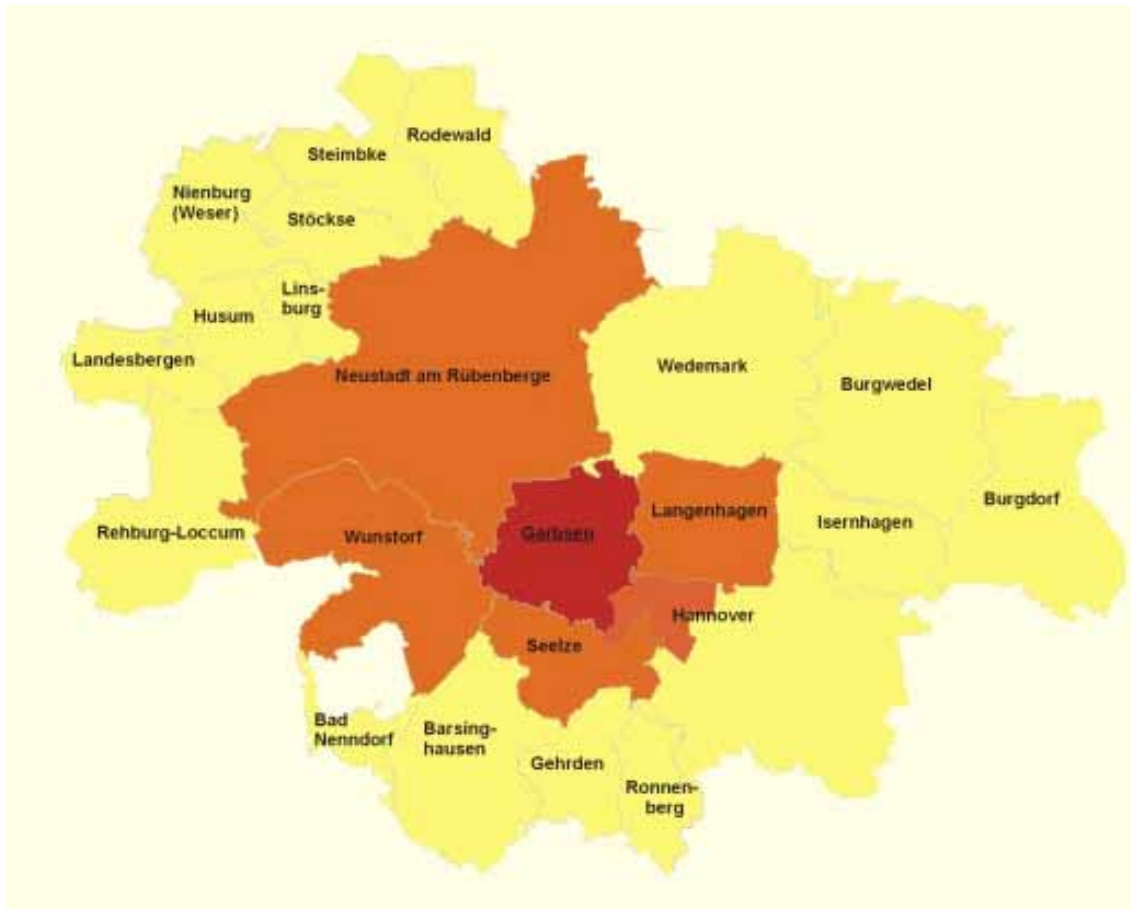 Rodewald
Steimbke
Nienburg
(Weser)
Stöckse
Lins-
burg
Husum
Landesbergen
Neustadt am Rübenberge
Wedemark
Burgwedel
Burgdorf
Isernhagen
Langenhagen
Garbsen
Wunstorf
Rehburg-Loccum
Hannover
Seelze
Bad
Nenndorf
Barsing-
hausen
Gehrden
Ronnen-
berg